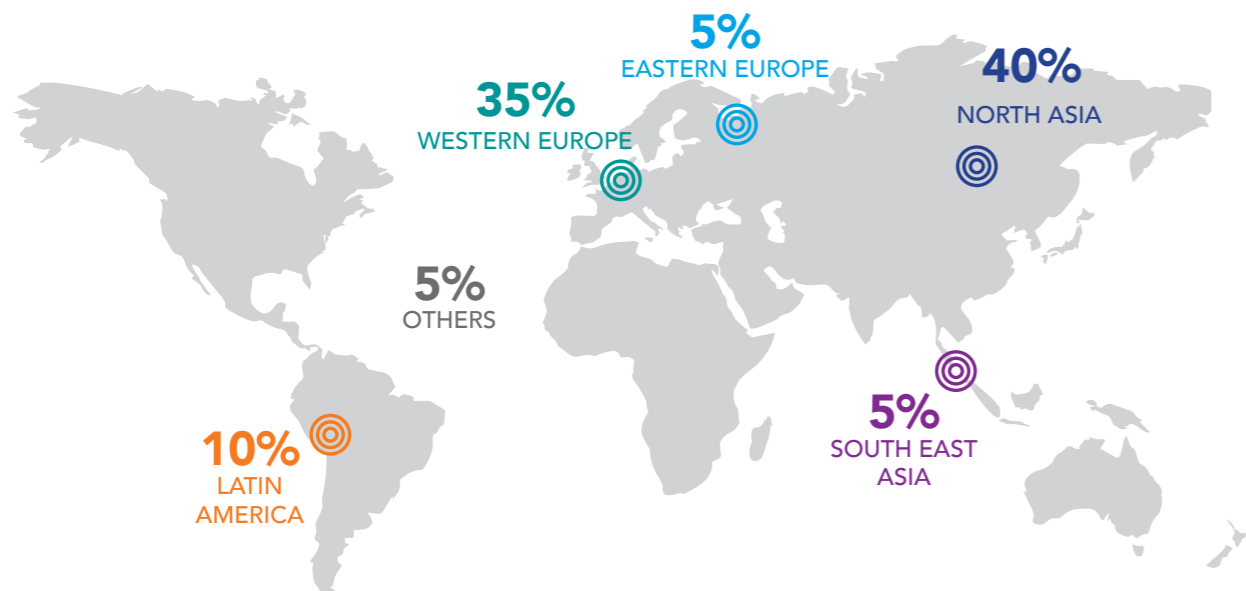 5%
EASTERN EUROPE
40%
NORTH ASIA
35%
WESTERN EUROPE
5%
OTHERS
5%
SOUTH EAST
ASIA
10%
LATIN
AMERICA